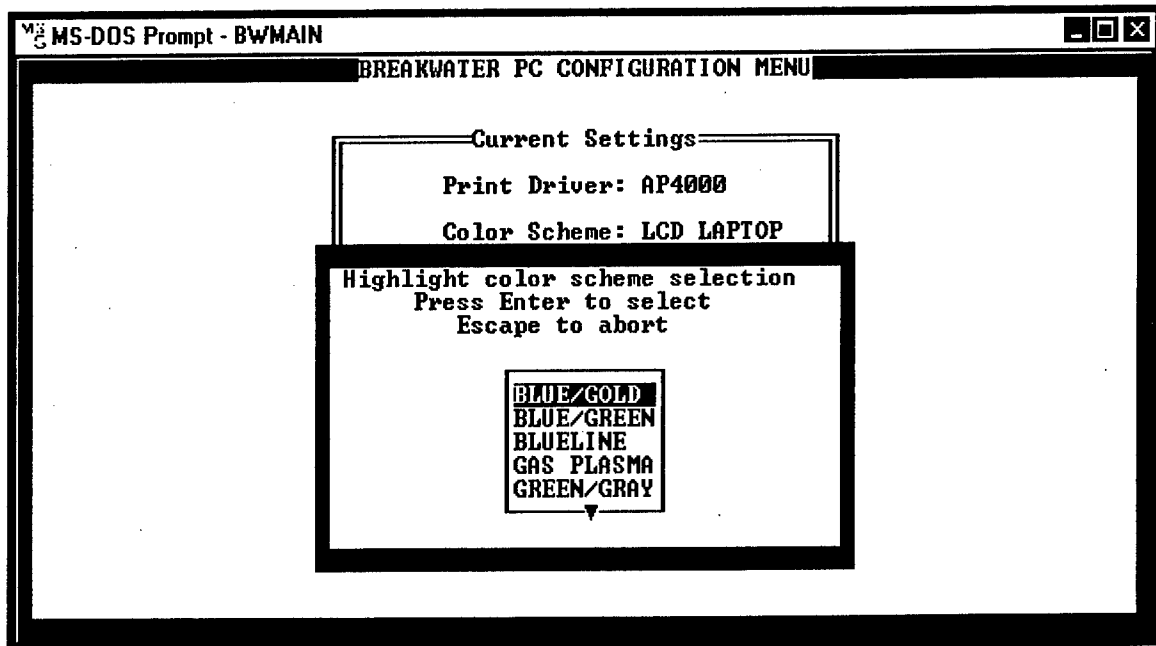 MS-DOS Prompt - BWMAIN
BREAKWATER PC CONFIGURATION MENU
Current Settings
Print Driver: AP4000
Color Scheme: LCD LAPTOP
Highlight color scheme selection
Press Enter to select
Escape to abort
BLUE/GOLD
BLUE/GREEN
BLUELINE
GAS PLASMA
GREEN/GRAY